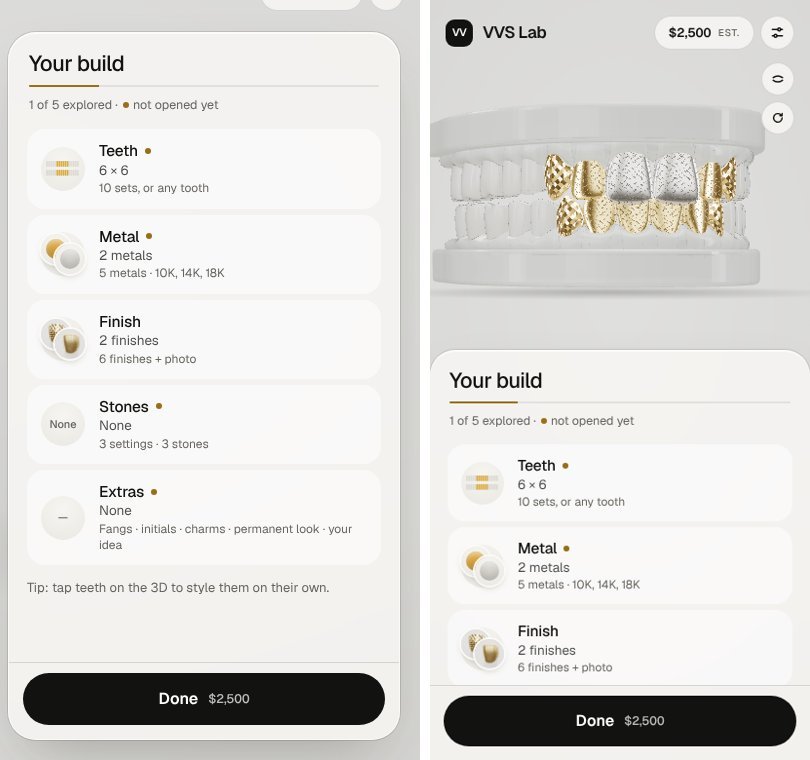 Your build
1 of 5 explored · ● not opened yet
Teeth ●
6 × 6
10 sets, or any tooth
Metal ●
2 metals
5 metals · 10K, 14K, 18K
Finish
2 finishes
6 finishes + photo
None
Stones ●
None
3 settings · 3 stones
–
Extras ●
None
Fangs · initials · charms · permanent look · your
idea
Tip: tap teeth on the 3D to style them on their own.
Done $2,500
VV VVS Lab
$2,500 EST.
Your build
1 of 5 explored · ● not opened yet
Teeth ●
6 × 6
10 sets, or any tooth
Metal ●
2 metals
5 metals · 10K, 14K, 18K
Finish
2 finishes
6 finishes + photo
Done $2,500